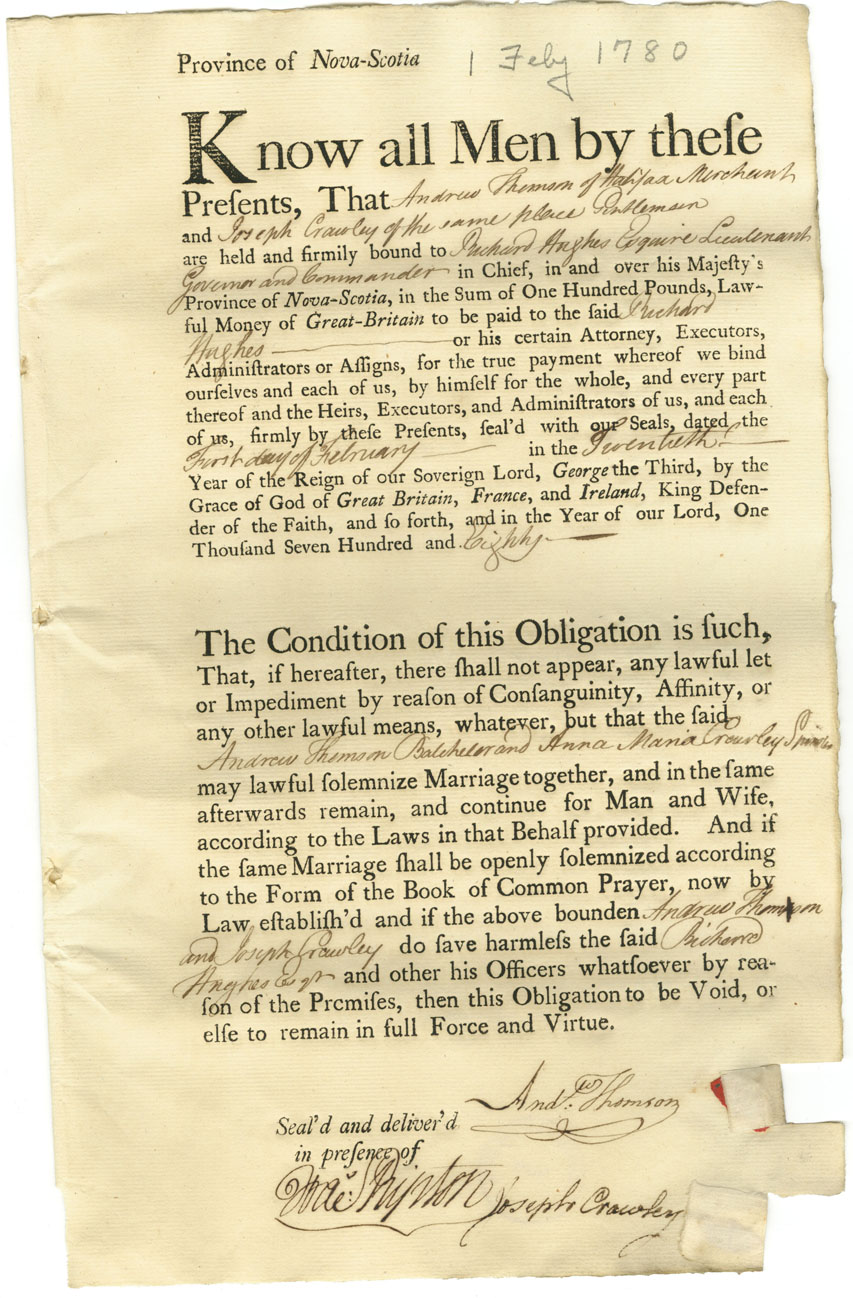 Province of Nova-Scotia 1 Feby 1780
Know all Men by theſe
Preſents, That Andrew Thomson of Halifax Merchant
and Joseph Crawley of the same place Gentleman
are held and firmily bound to Richard Hughes Esquire Lieutenant
Governor and Commander in Chief, in and over his Majeſty's
Province of Nova-Scotia, in the Sum of One Hundred Pounds, Law-
ful Money of Great-Britain to be paid to the ſaid Richard
Hughes or his certain Attorney, Executors,
Adminiſtrators or Aſſigns, for the true payment whereof we bind
ourſelves and each of us, by himſelf for the whole, and every part
thereof and the Heirs, Executors, and Adminiſtrators of us, and each
of us, firmly by theſe Preſents, ſeal'd with our Seals, dated the
First day of February in the Twentieth
Year of the Reign of our Soverign Lord, George the Third, by the
Grace of God of Great Britain, France, and Ireland, King Defen-
der of the Faith, and ſo forth, and in the Year of our Lord, One
Thouſand Seven Hundred and Eighty
The Condition of this Obligation is ſuch,
That, if hereafter, there ſhall not appear, any lawful let
or Impediment by reaſon of Conſanguinity, Affinity, or
any other lawful means, whatever, but that the ſaid
Andrew Thomson Batcheler and Anna Maria Crawley Spinster
may lawful ſolemnize Marriage together, and in the ſame
afterwards remain, and continue for Man and Wife,
according to the Laws in that Behalf provided. And if
the ſame Marriage ſhall be openly ſolemnized according
to the Form of the Book of Common Prayer, now by
Law eſtabliſh'd and if the above bounden Andrew Thomson
and Joseph Crawley do ſave harmleſs the ſaid Richard
Hughes Esqr and other his Officers whatſoever by rea-
ſon of the Premiſes, then this Obligation to be Void, or
elſe to remain in full Force and Virtue.
Andw. Thomson
Seal'd and deliver'd
in preſence of
Joseph Crawley